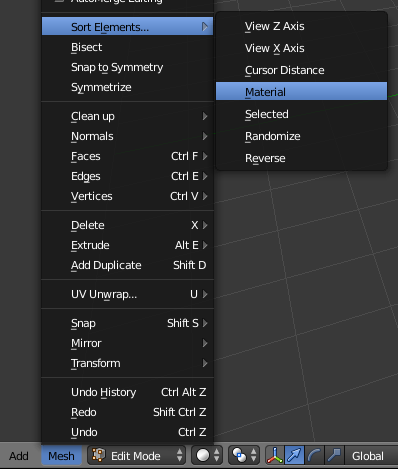 AutoMerge Editing
Sort Elements...
Bisect
Snap to Symmetry
Symmetrize
Clean up
Normals
Faces Ctrl F
Edges Ctrl E
Vertices Ctrl V
Delete X
Extrude Alt E
Add Duplicate Shift D
UV Unwrap... U
Snap Shift S
Mirror
Transform
Undo History Ctrl Alt Z
Redo Shift Ctrl Z
Undo Ctrl Z
View Z Axis
View X Axis
Cursor Distance
Material
Selected
Randomize
Reverse
Add Mesh Edit Mode Global